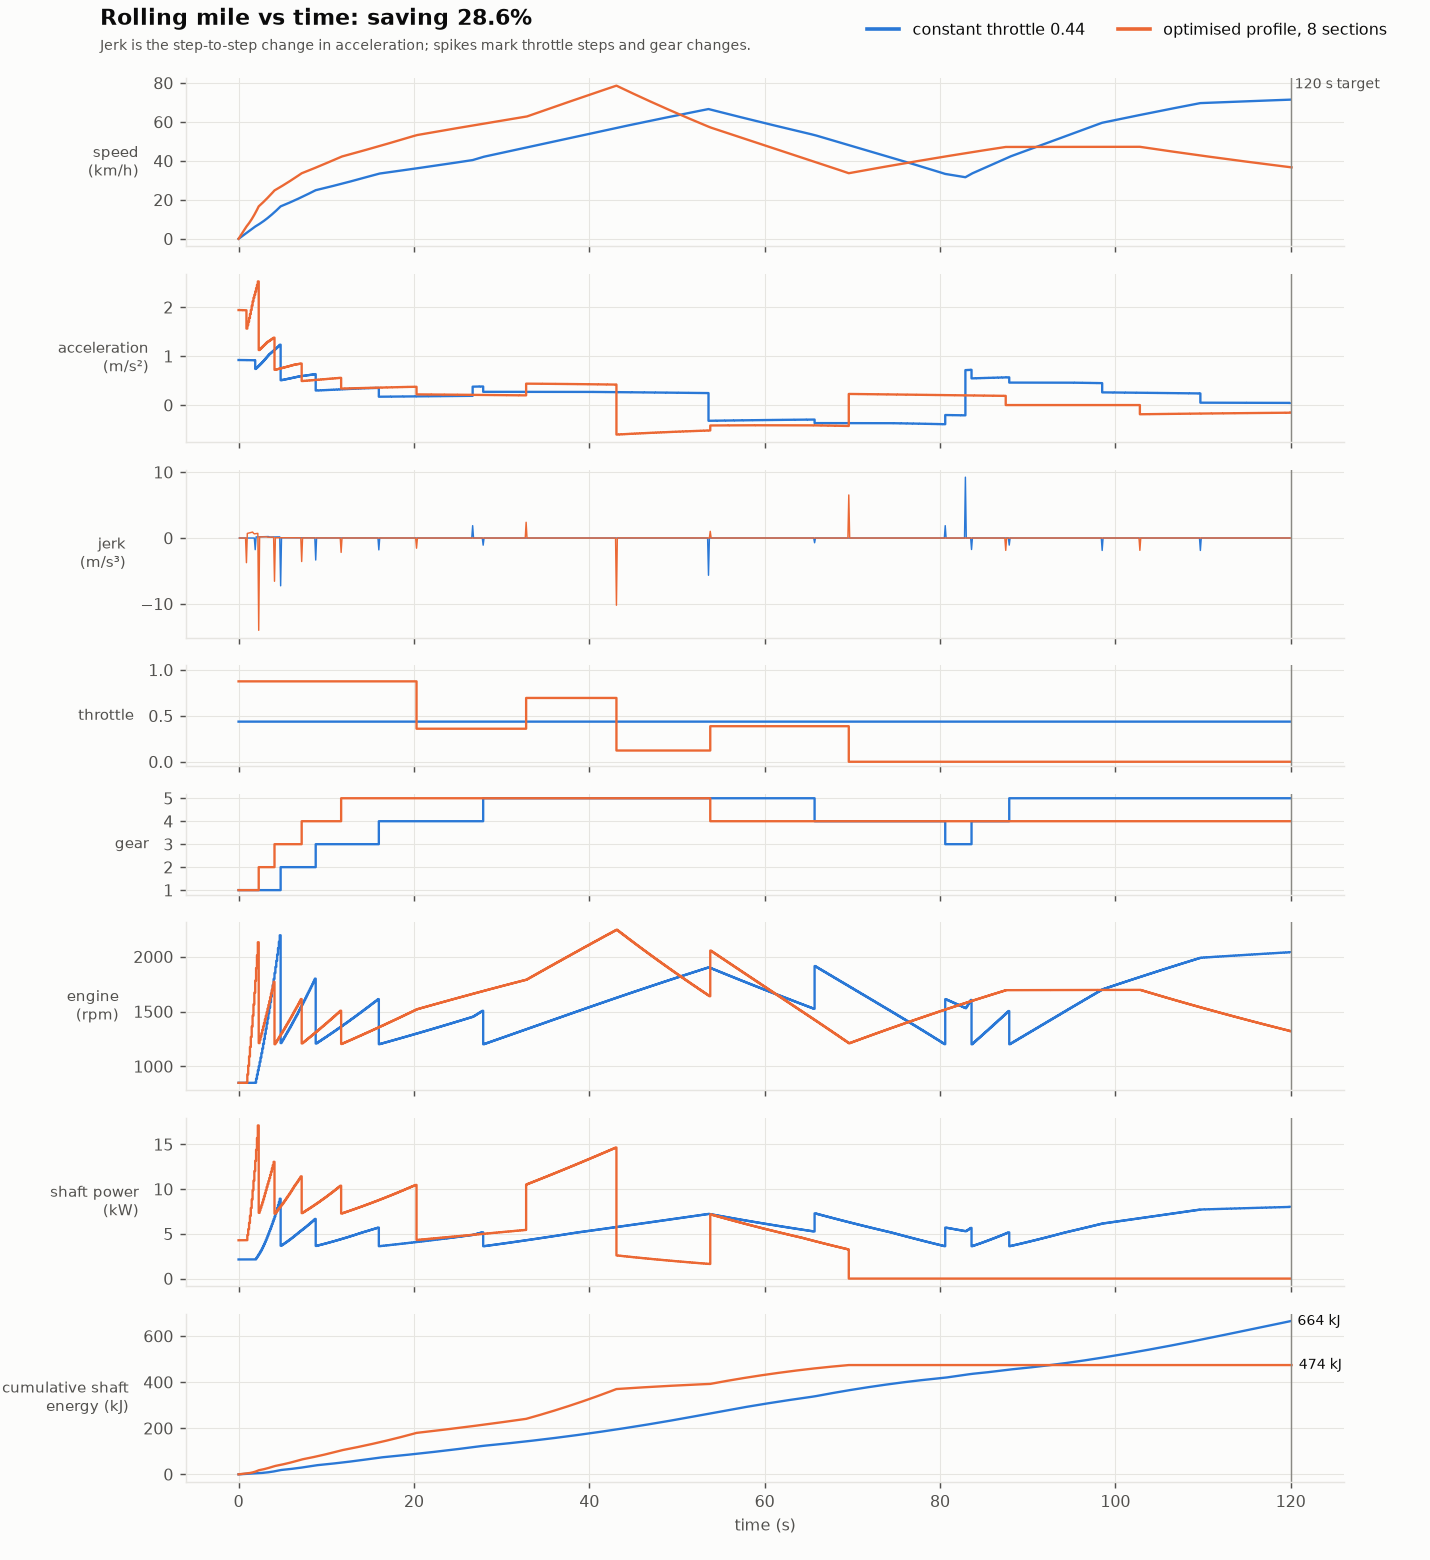 Rolling mile vs time: saving 28.6%
Jerk is the step-to-step change in acceleration; spikes mark throttle steps and gear changes.
constant throttle 0.44
optimised profile, 8 sections
120 s target
80
60
40
20
0
speed
(km/h)
2
1
0
acceleration
(m/s²)
10
0
−10
jerk
(m/s³)
1.0
0.5
0.0
throttle
5
4
3
2
1
gear
2000
1500
1000
engine
(rpm)
15
10
5
0
shaft power
(kW)
600
400
200
0
cumulative shaft
energy (kJ)
664 kJ
474 kJ
0 20 40 60 80 100 120
time (s)